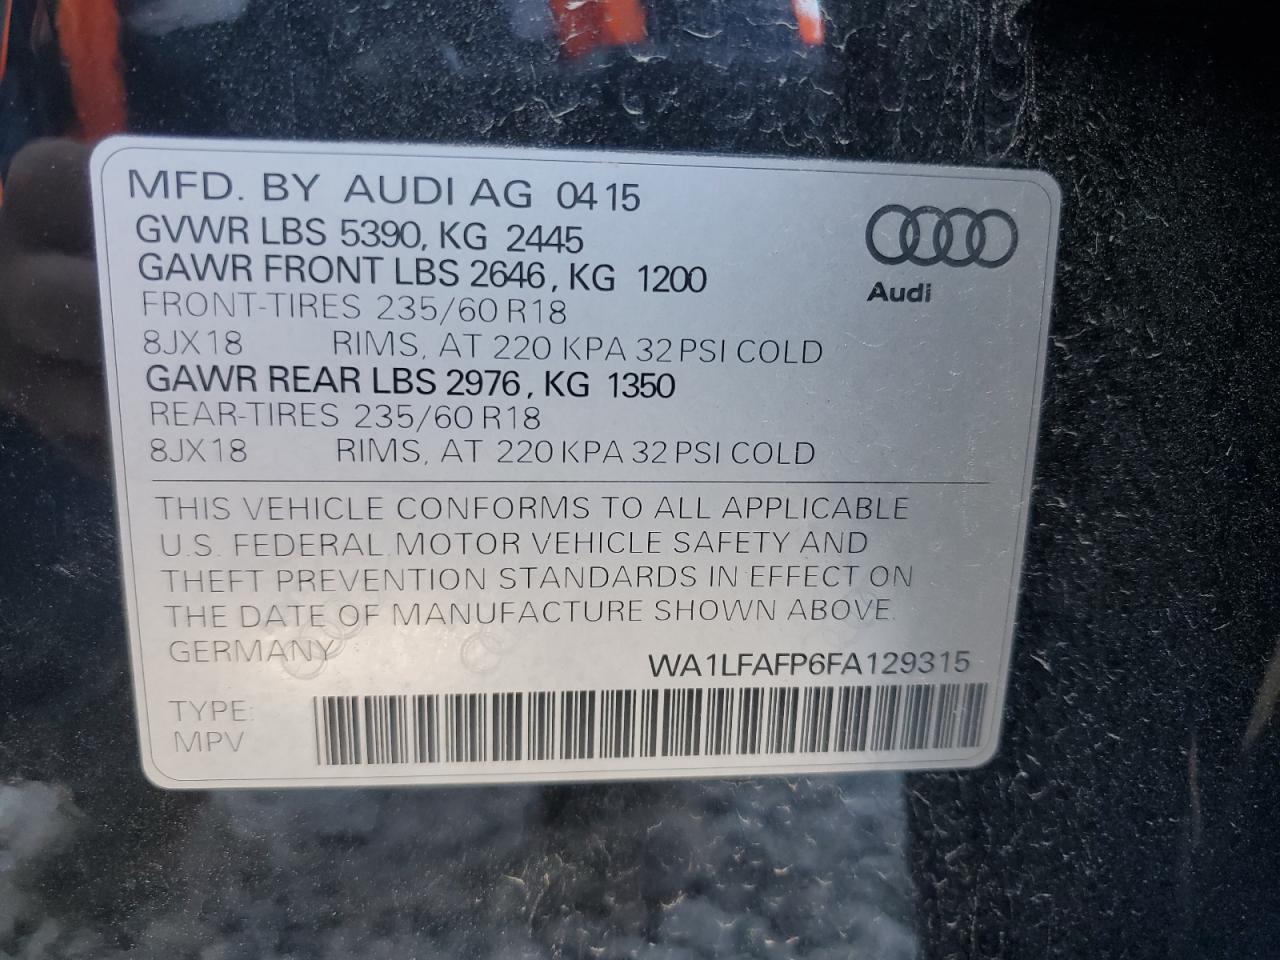 MFD. BY AUDI AG 04 15
GVWR LBS 5390, KG 2445
GAWR FRONT LBS 2646, KG 1200
FRONT-TIRES 235/60 R18
8JX18 RIMS, AT 220 KPA 32 PSI COLD
GAWR REAR LBS 2976, KG 1350
REAR-TIRES 235/60 R18
8JX18 RIMS, AT 220 KPA 32 PSI COLD
Audi
THIS VEHICLE CONFORMS TO ALL APPLICABLE
U.S. FEDERAL MOTOR VEHICLE SAFETY AND
THEFT PREVENTION STANDARDS IN EFFECT ON
THE DATE OF MANUFACTURE SHOWN ABOVE.
GERMANY
WA1LFAFP6FA129315
TYPE:
MPV